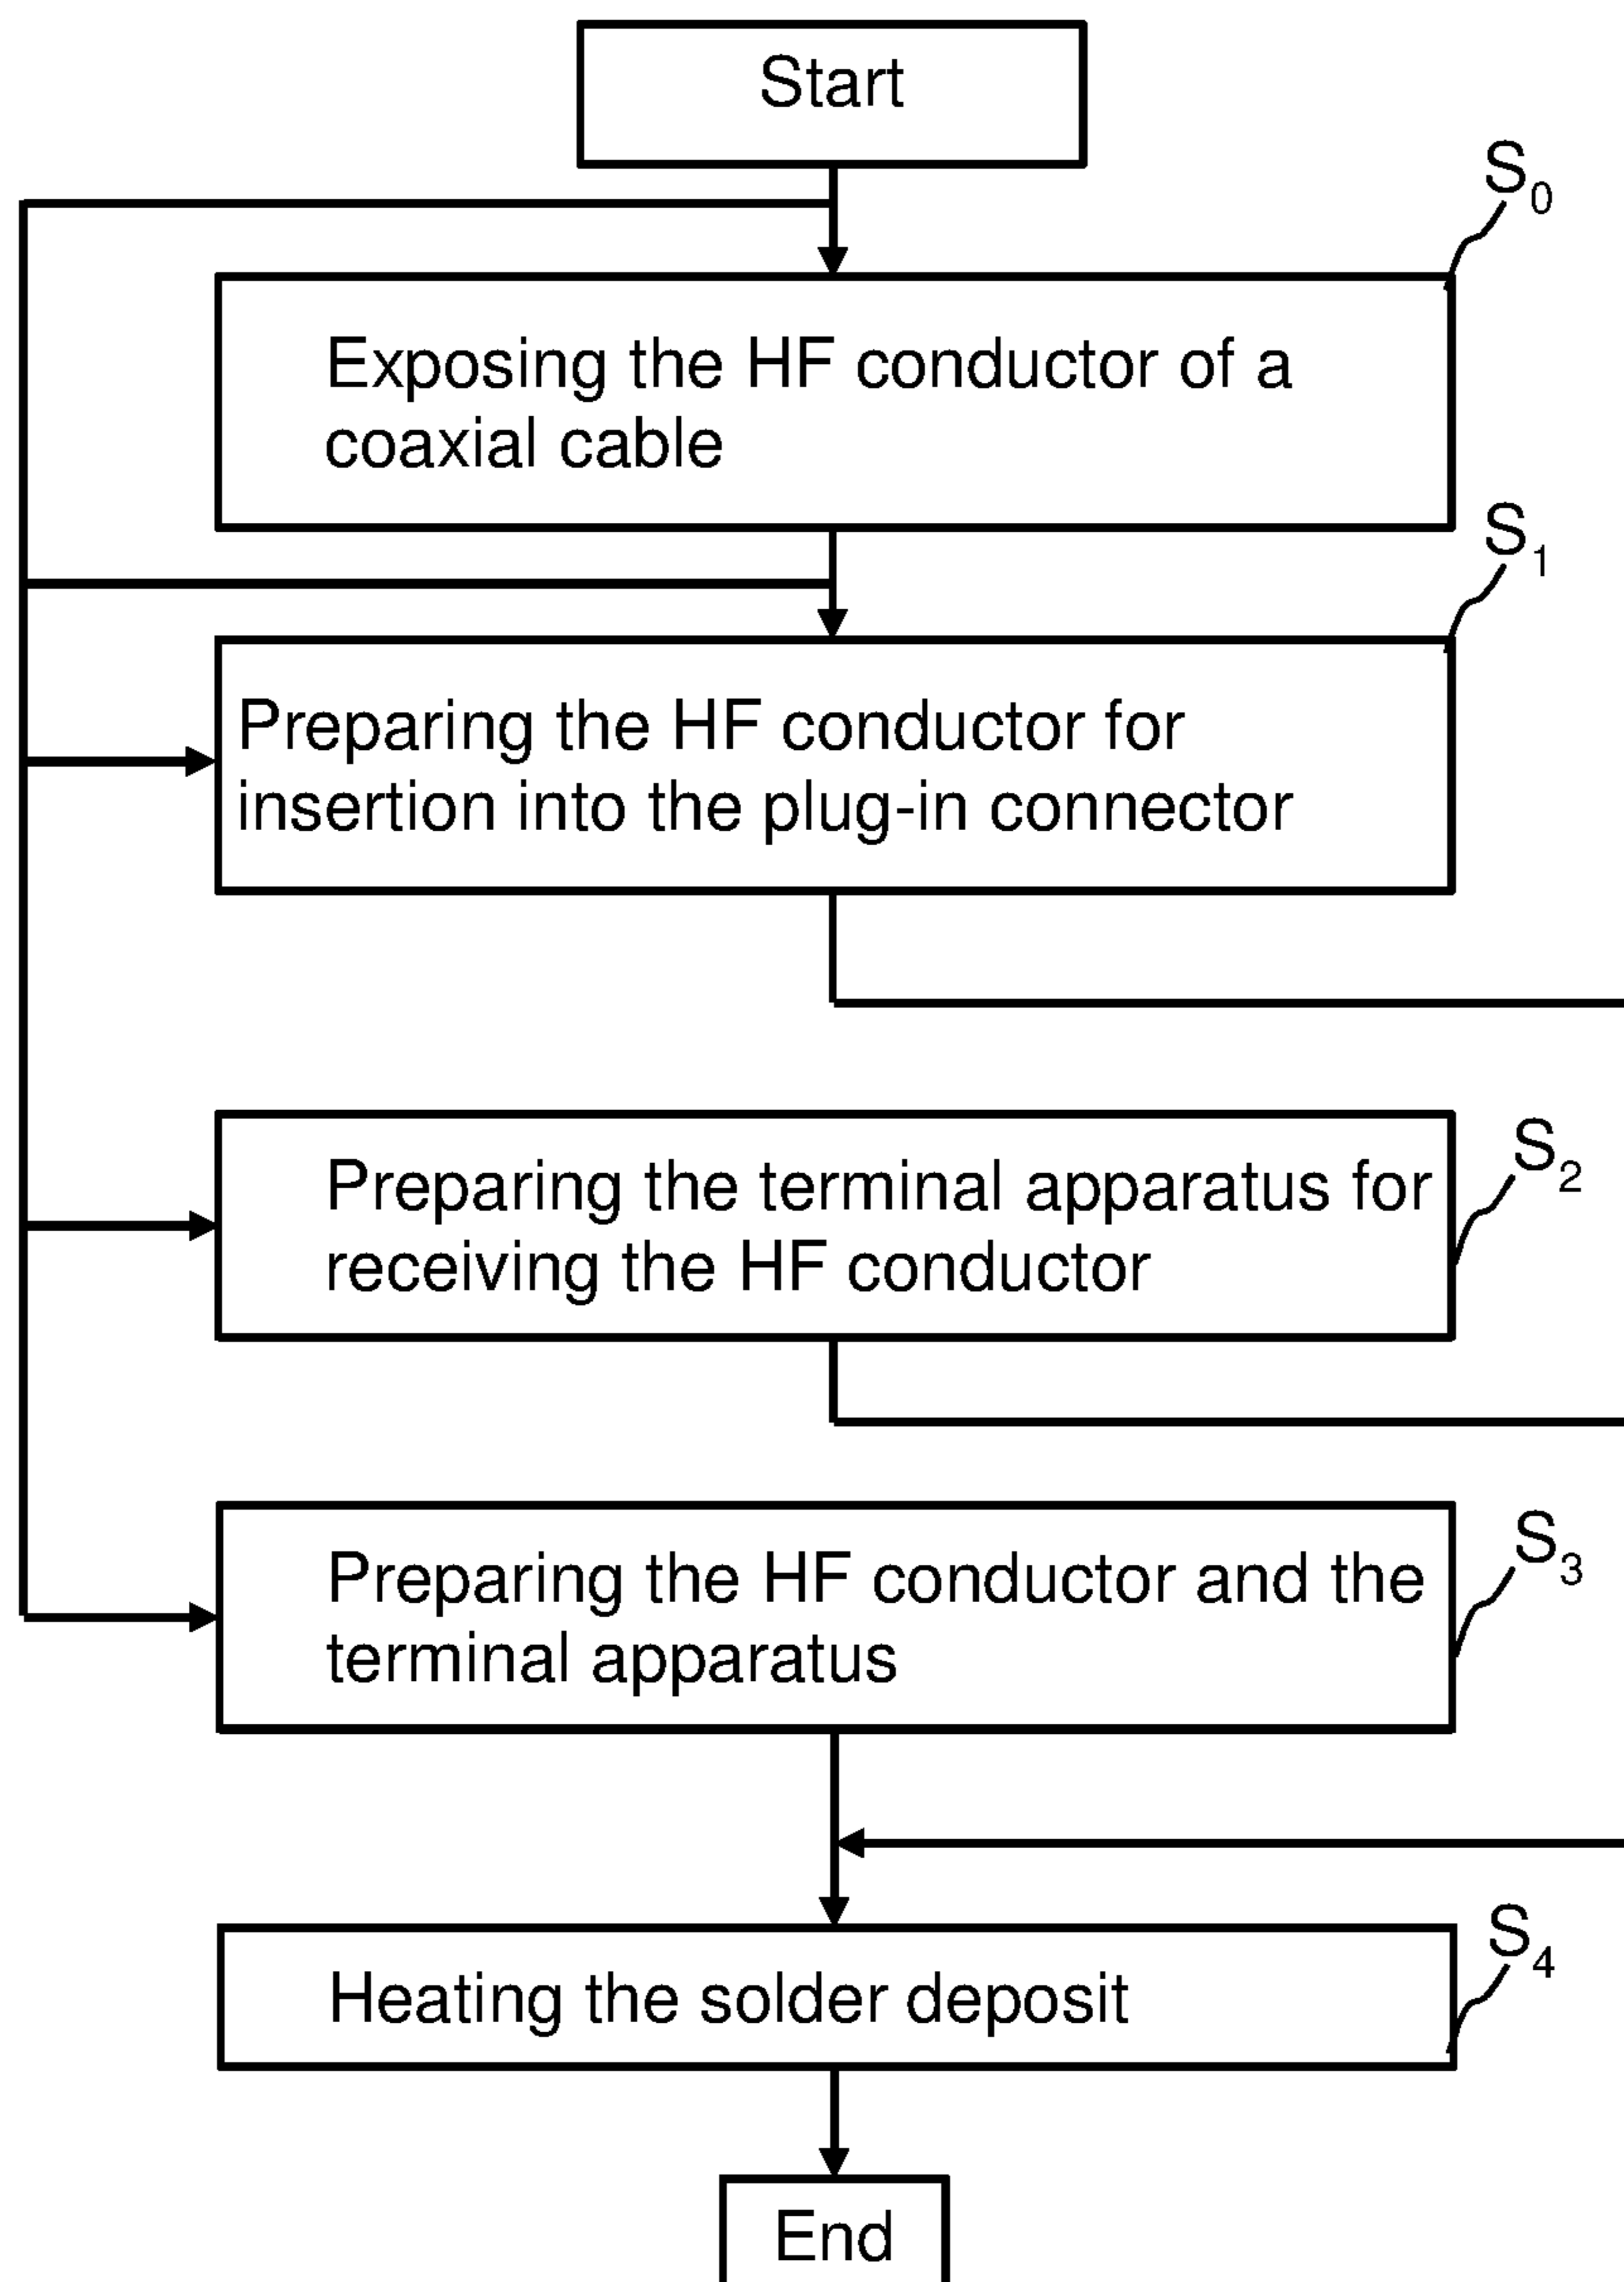 Start
S0
Exposing the HF conductor of a
coaxial cable
S1
Preparing the HF conductor for
insertion into the plug-in connector
S2
Preparing the terminal apparatus for
receiving the HF conductor
S3
Preparing the HF conductor and the
terminal apparatus
S4
Heating the solder deposit
End